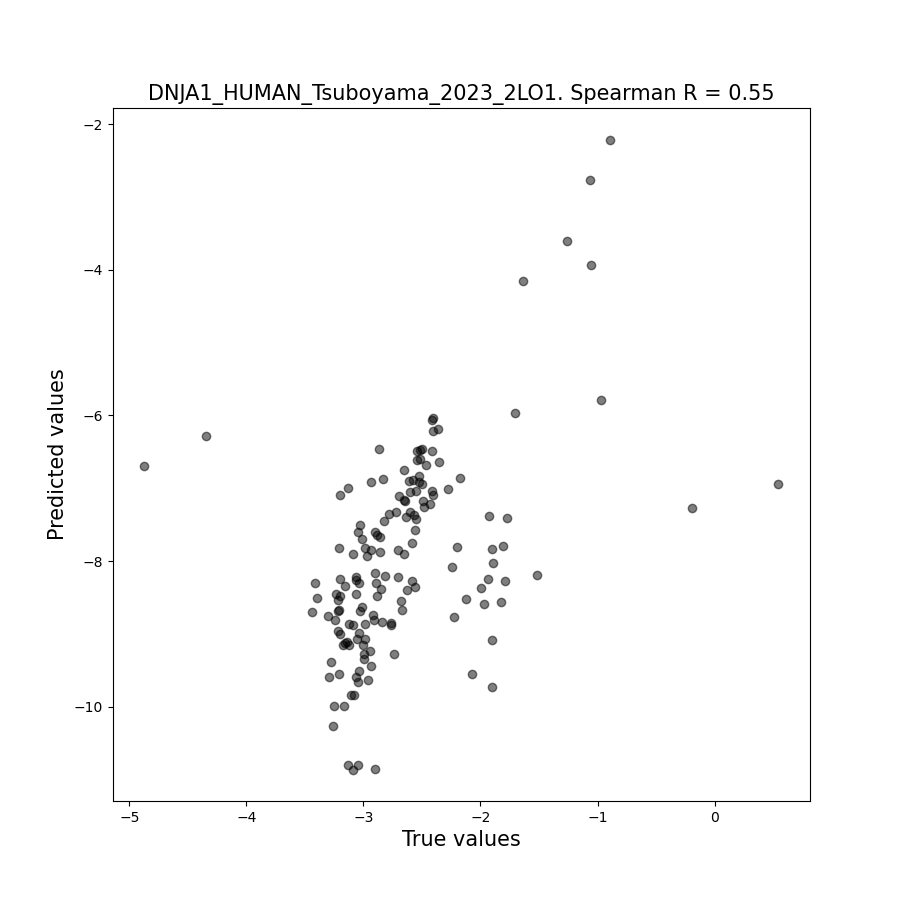 DNJA1_HUMAN_Tsuboyama_2023_2LO1. Spearman R = 0.55
−2
−4
−6
−8
−10
Predicted values
−5 −4 −3 −2 −1 0
True values